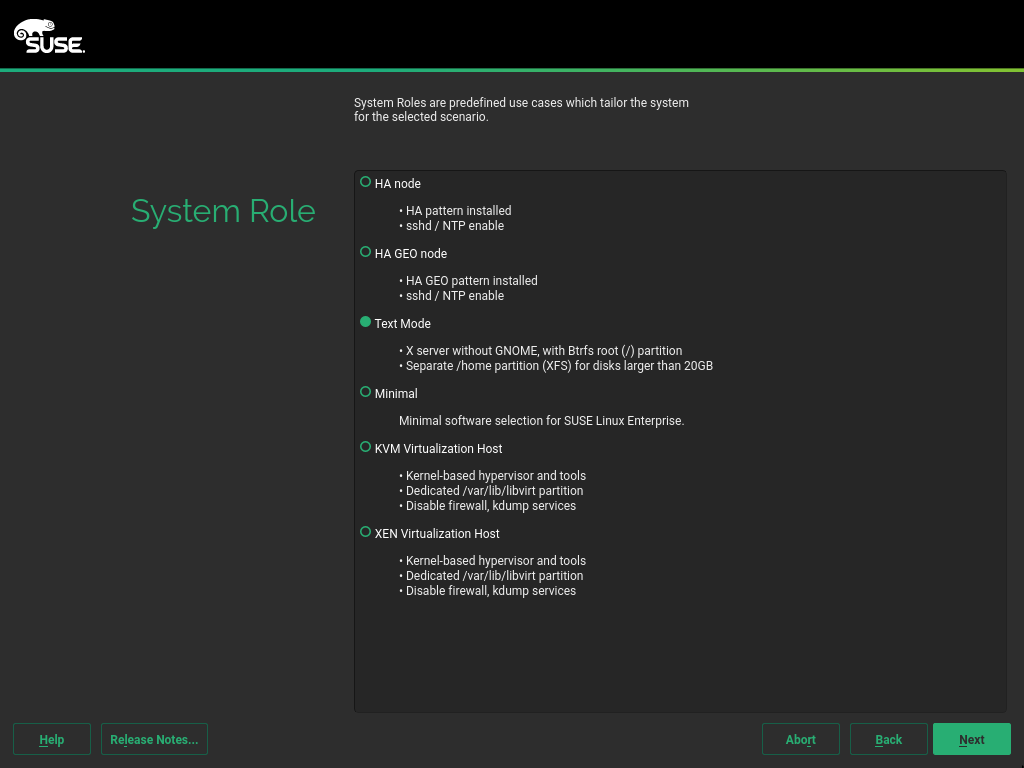 SUSE
System Roles are predefined use cases which tailor the system
for the selected scenario.
System Role
HA node
• HA pattern installed
• sshd / NTP enable
HA GEO node
• HA GEO pattern installed
• sshd / NTP enable
Text Mode
• X server without GNOME, with Btrfs root (/) partition
• Separate /home partition (XFS) for disks larger than 20GB
Minimal
Minimal software selection for SUSE Linux Enterprise.
KVM Virtualization Host
• Kernel-based hypervisor and tools
• Dedicated /var/lib/libvirt partition
• Disable firewall, kdump services
XEN Virtualization Host
• Kernel-based hypervisor and tools
• Dedicated /var/lib/libvirt partition
• Disable firewall, kdump services
Help Release Notes... Abort Back Next